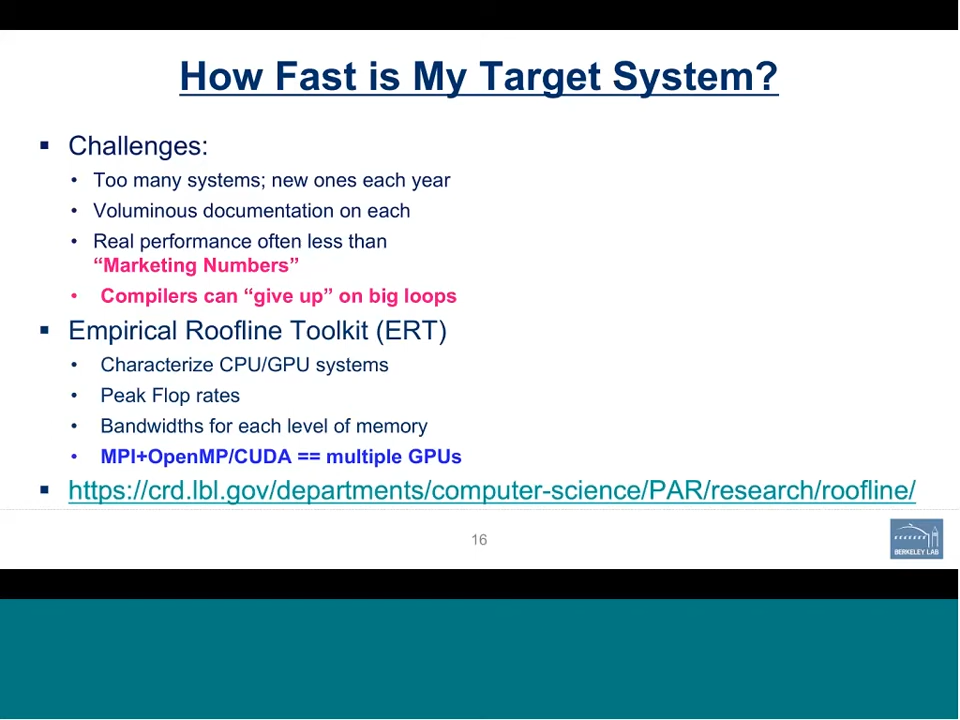 How Fast is My Target System?
▪ Challenges:
• Too many systems; new ones each year
• Voluminous documentation on each
• Real performance often less than
“Marketing Numbers”
• Compilers can “give up” on big loops
▪ Empirical Roofline Toolkit (ERT)
• Characterize CPU/GPU systems
• Peak Flop rates
• Bandwidths for each level of memory
• MPI+OpenMP/CUDA == multiple GPUs
▪ https://crd.lbl.gov/departments/computer-science/PAR/research/roofline/
16
BERKELEY LAB